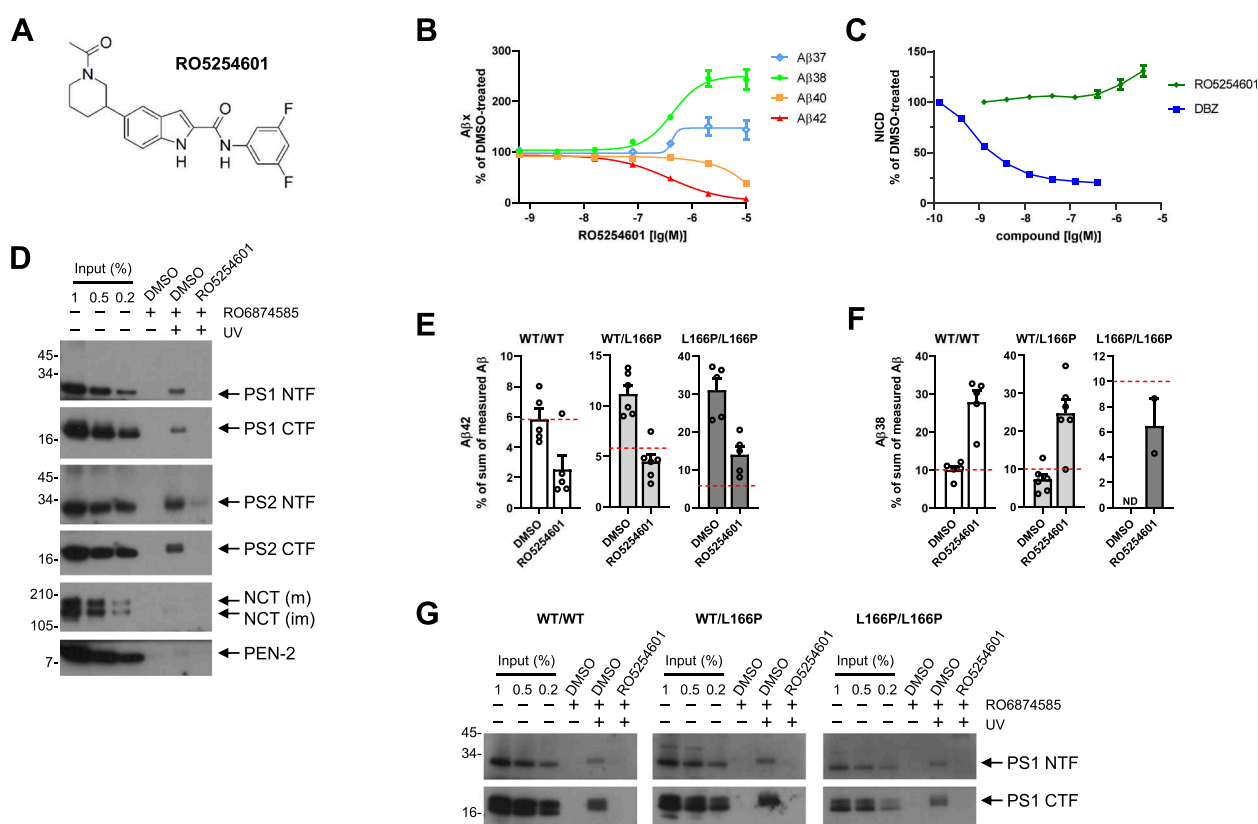 A
RO5254601
O
N
O
N
H
N
H
F
F
B
Aβx
% of DMSO-treated
300
200
100
0
-9 -8 -7 -6 -5
RO5254601 [lg(M)]
Aβ37
Aβ38
Aβ40
Aβ42
C
NICD
% of DMSO-treated
150
125
100
75
50
25
0
-10 -9 -8 -7 -6 -5
compound [lg(M)]
RO5254601
DBZ
D
Input (%) DMSO DMSO RO5254601
1 0.5 0.2
− − − + + + RO6874585
− − − − + + UV
45-
34- PS1 NTF
16- PS1 CTF
45-
34- PS2 NTF
16- PS2 CTF
210- NCT (m)
105- NCT (im)
7- PEN-2
E
Aβ42
% of sum of measured Aβ
WT/WT
10
8
6
4
2
0
DMSO
RO5254601
WT/L166P
15
10
5
0
DMSO
RO5254601
L166P/L166P
40
30
20
10
0
DMSO
RO5254601
F
Aβ38
% of sum of measured Aβ
WT/WT
40
30
20
10
0
DMSO
RO5254601
WT/L166P
40
30
20
10
0
DMSO
RO5254601
L166P/L166P
12
10
8
6
4
2
0
ND
DMSO
RO5254601
G
WT/WT WT/L166P L166P/L166P
Input (%) DMSO DMSO RO5254601 Input (%) DMSO DMSO RO5254601 Input (%) DMSO DMSO RO5254601
1 0.5 0.2 1 0.5 0.2 1 0.5 0.2
− − − + + + − − − + + + − − − + + + RO6874585
− − − − + + − − − − + + − − − − + + UV
45-
34- PS1 NTF
16- PS1 CTF